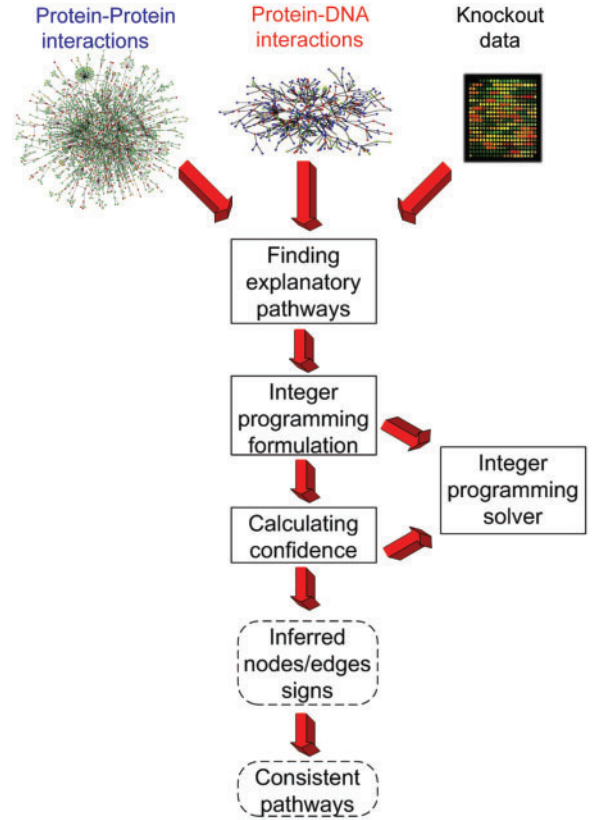 Protein-Protein
interactions
Protein-DNA
interactions
Knockout
data
Finding
explanatory
pathways
Integer
programming
formulation
Integer
programming
solver
Calculating
confidence
Inferred
nodes/edges
signs
Consistent
pathways